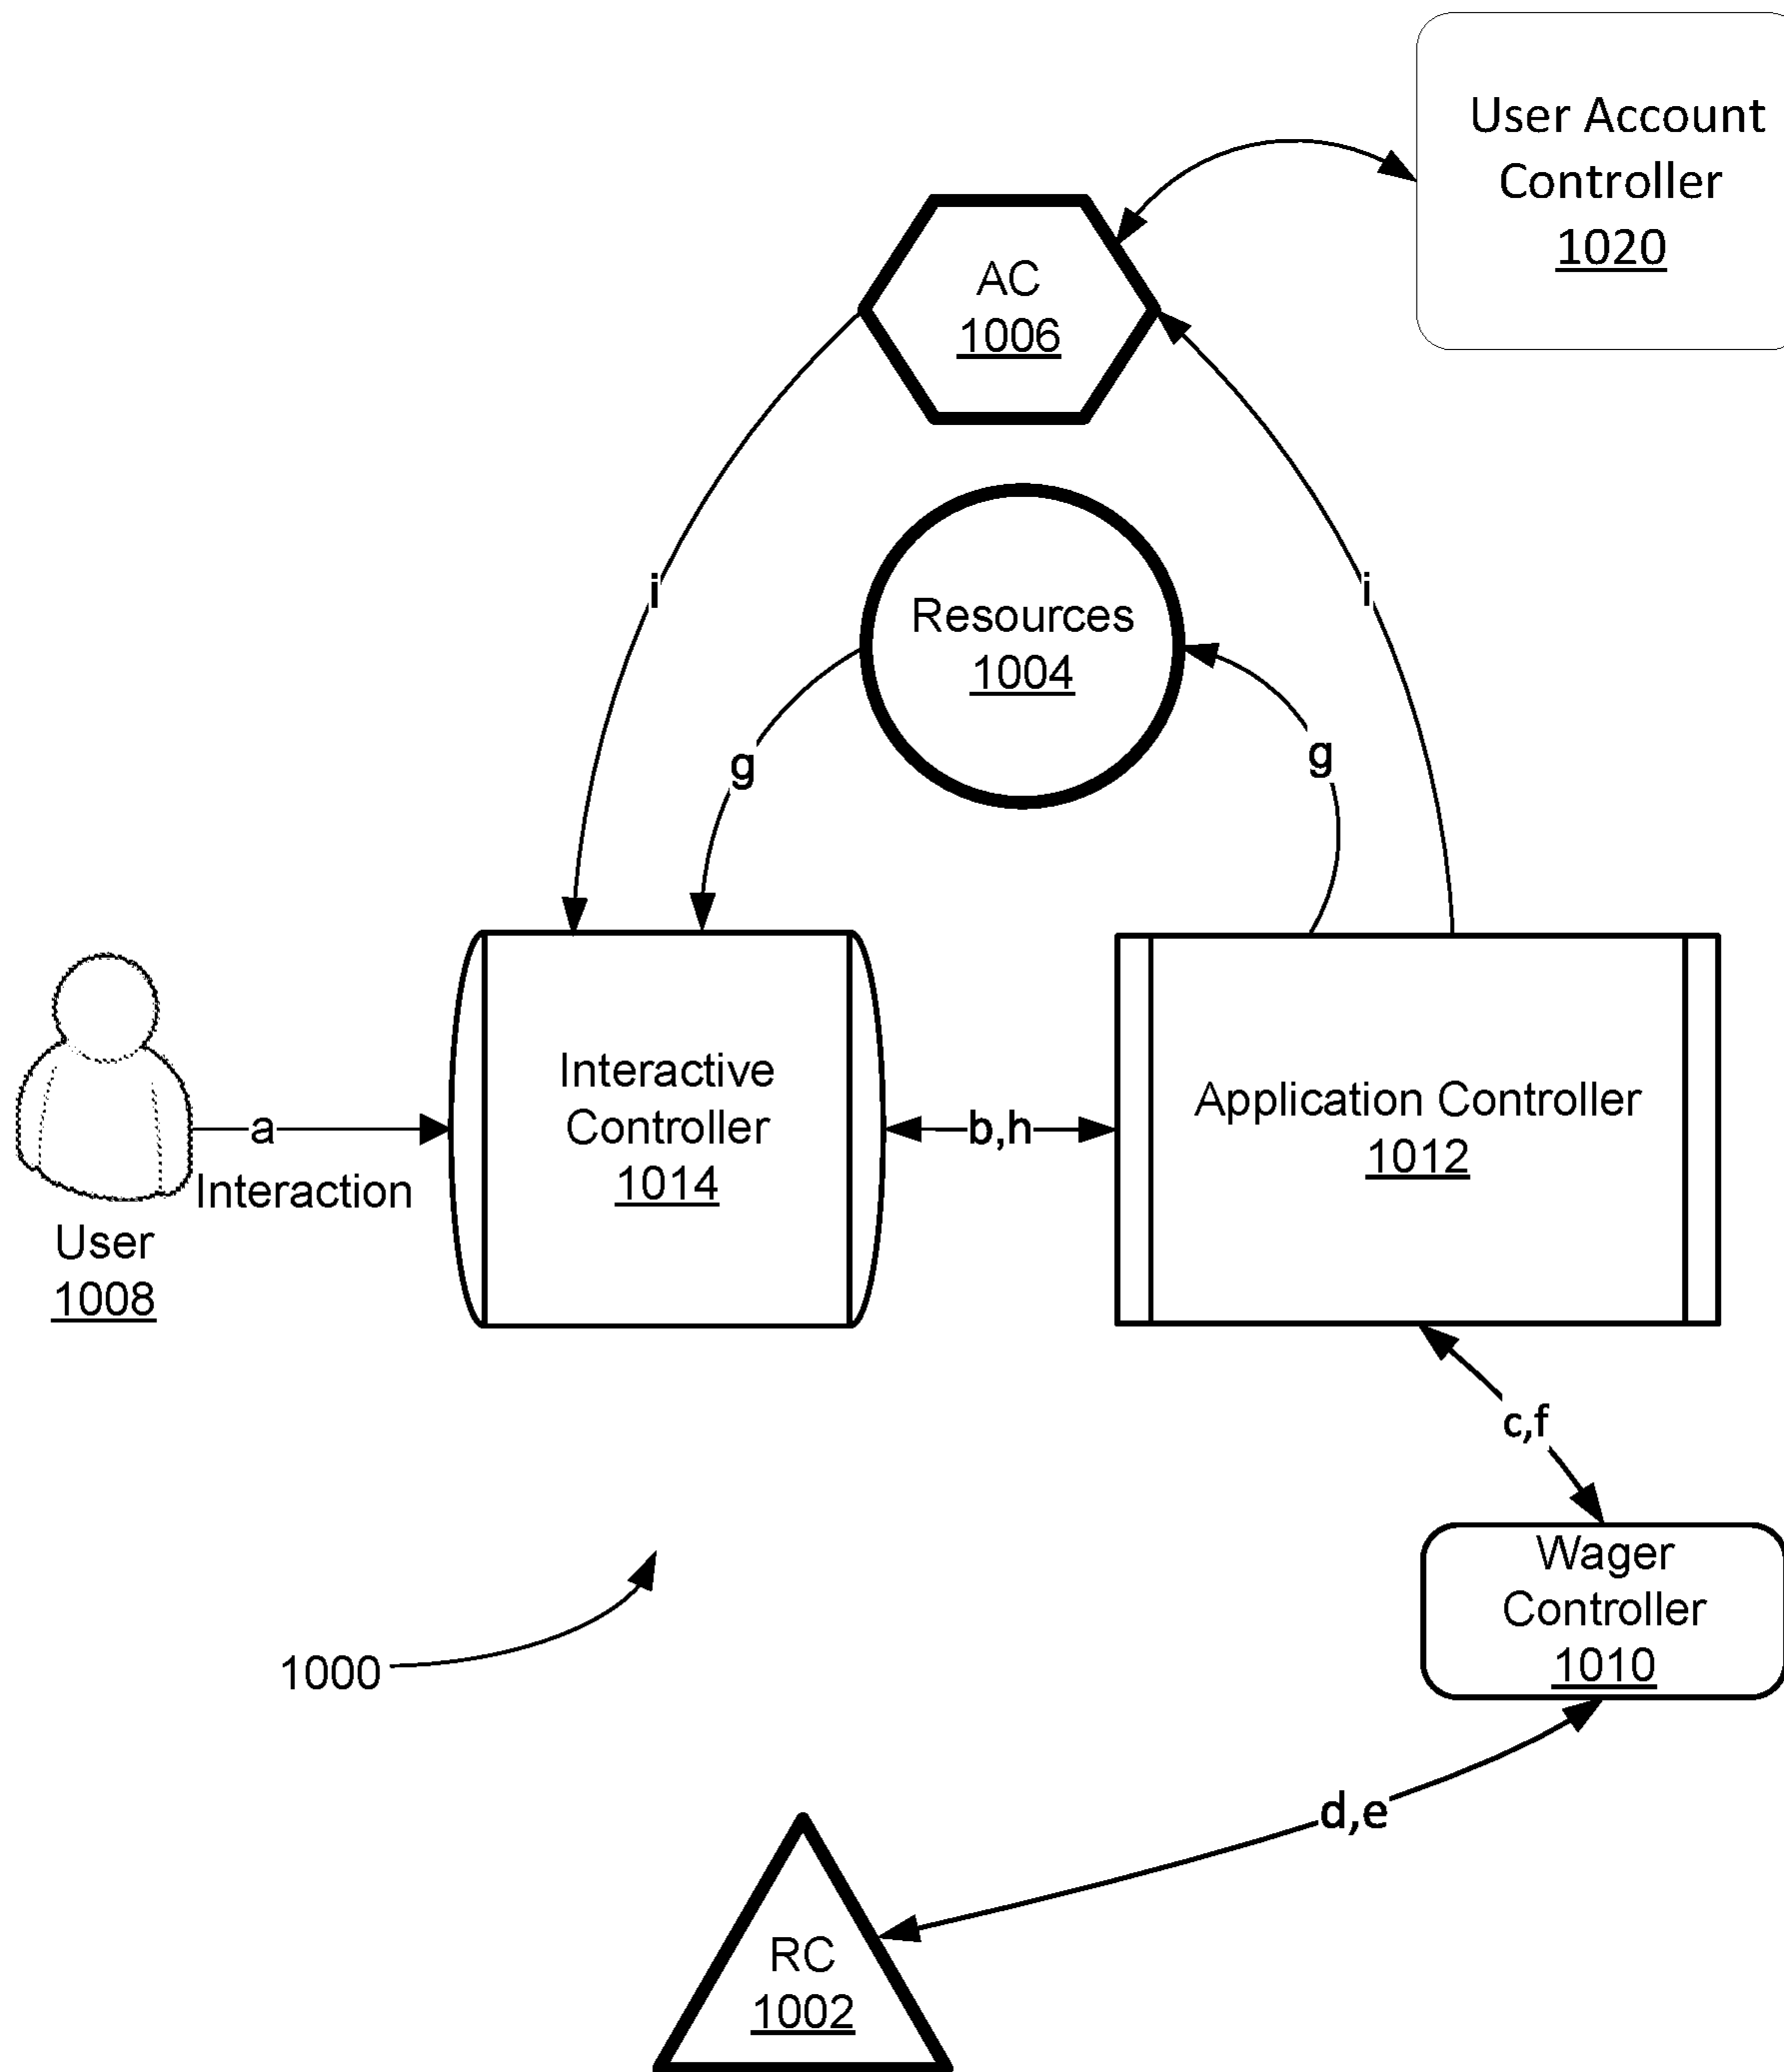 User Account
Controller
1020
AC
1006
i
i
Resources
1004
g
g
Interactive
Controller
1014
Application Controller
1012
a
Interaction
b,h
User
1008
c,f
Wager
Controller
1010
1000
d,e
RC
1002